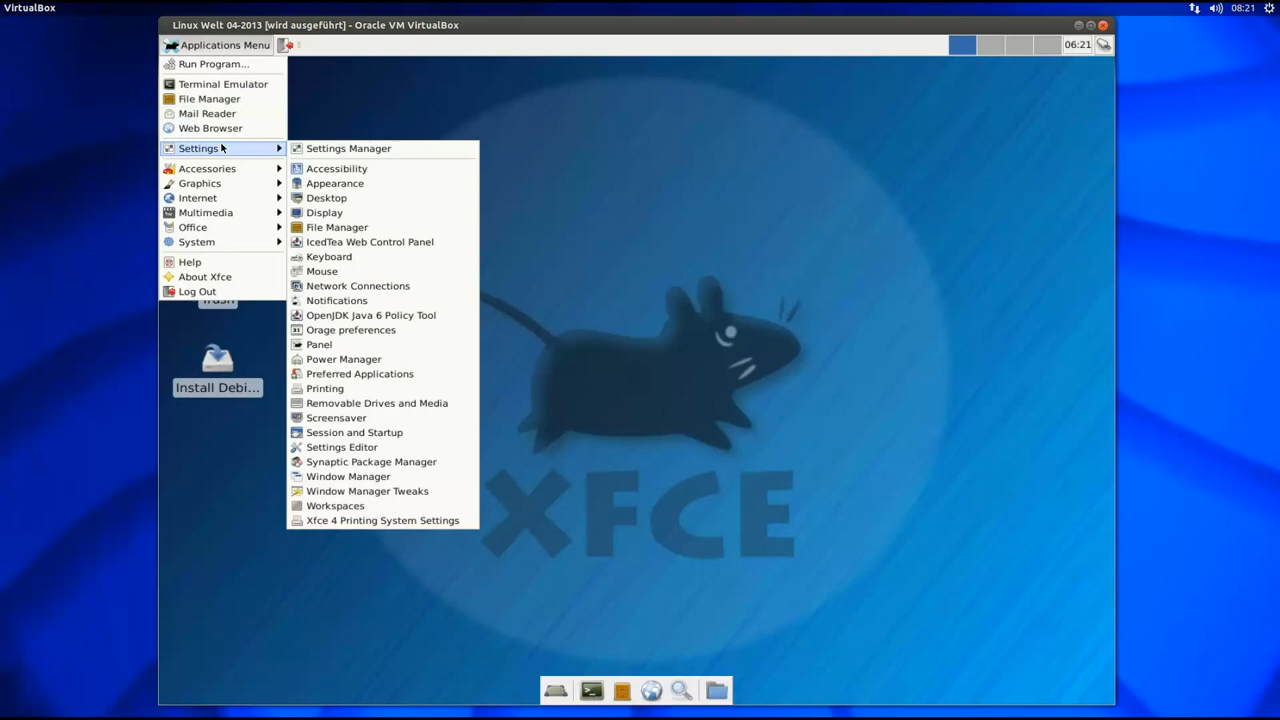 VirtualBox
08:21
Linux Welt 04-2013 [wird ausgeführt] - Oracle VM VirtualBox
Applications Menu
06:21
Run Program...
Terminal Emulator
File Manager
Mail Reader
Web Browser
Settings
Accessories
Graphics
Internet
Multimedia
Office
System
Help
About Xfce
Log Out
Settings Manager
Accessibility
Appearance
Desktop
Display
File Manager
IcedTea Web Control Panel
Keyboard
Mouse
Network Connections
Notifications
OpenJDK Java 6 Policy Tool
Orage preferences
Panel
Power Manager
Preferred Applications
Printing
Removable Drives and Media
Screensaver
Session and Startup
Settings Editor
Synaptic Package Manager
Window Manager
Window Manager Tweaks
Workspaces
Xfce 4 Printing System Settings
Trash
Install Debi...
XFCE